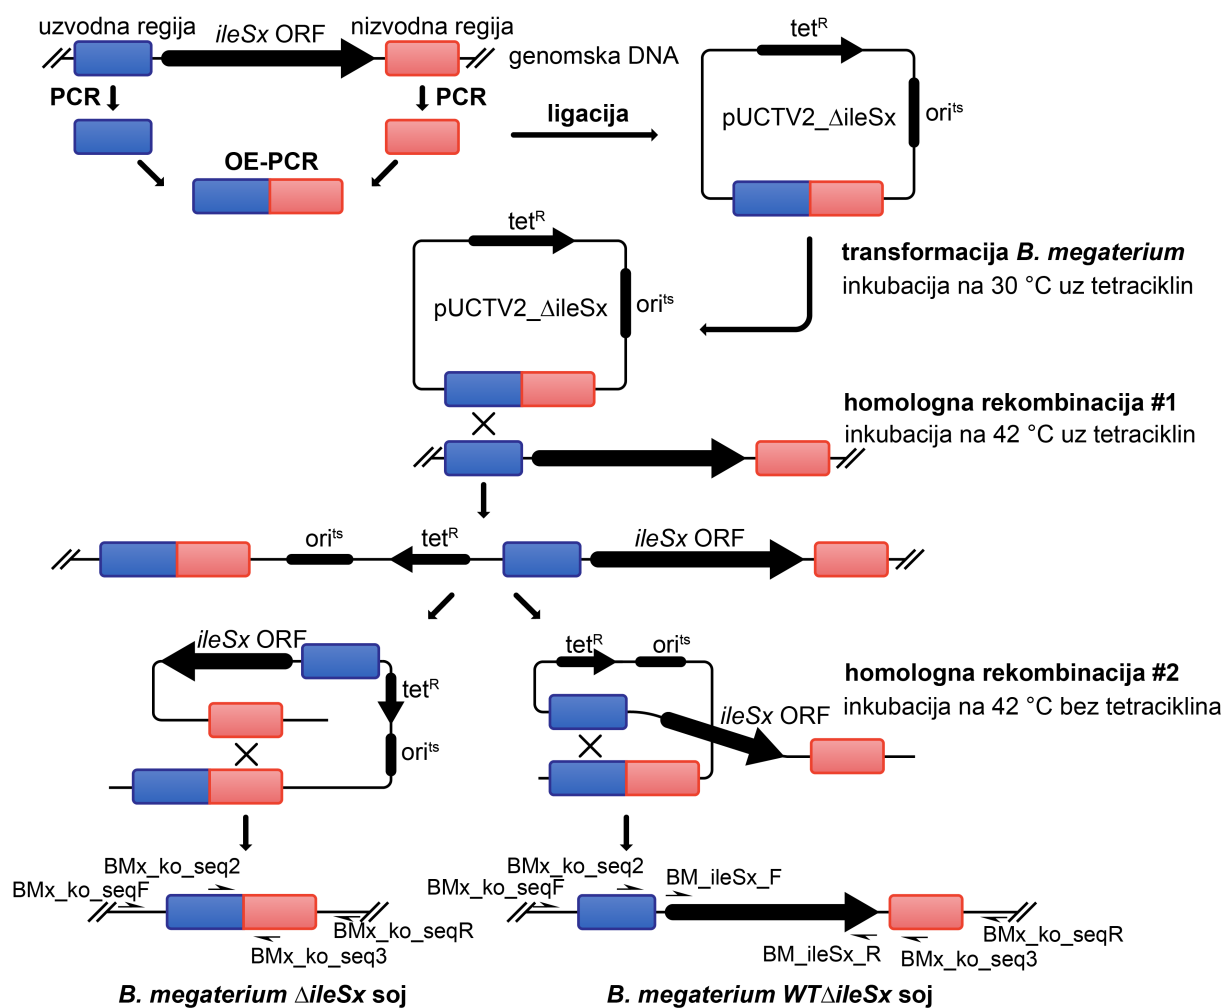 uzvodna regija
ileSx ORF
nizvodna regija
genomska DNA
PCR
PCR
OE-PCR
ligacija
tetR
orits
pUCTV2_ΔileSx
transformacija B. megaterium
inkubacija na 30 °C uz tetraciklin
tetR
orits
pUCTV2_ΔileSx
homologna rekombinacija #1
inkubacija na 42 °C uz tetraciklin
orits
tetR
ileSx ORF
ileSx ORF
tetR
orits
tetR
orits
ileSx ORF
homologna rekombinacija #2
inkubacija na 42 °C bez tetraciklina
BMx_ko_seq2
BMx_ko_seqF
BMx_ko_seqR
BMx_ko_seq3
B. megaterium ΔileSx soj
BMx_ko_seq2
BMx_ko_seqF
BM_ileSx_F
BM_ileSx_R
BMx_ko_seqR
BMx_ko_seq3
B. megaterium WTΔileSx soj